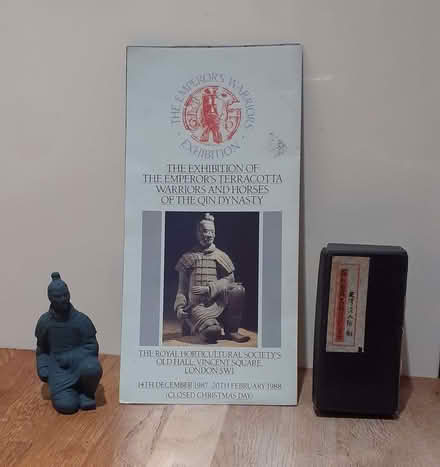 THE EMPEROR'S WARRIORS
EXHIBITION
THE EXHIBITION OF
THE EMPEROR'S TERRACOTTA
WARRIORS AND HORSES
OF THE QIN DYNASTY
THE ROYAL HORTICULTURAL SOCIETY'S
OLD HALL, VINCENT SQUARE,
LONDON SW1
14TH DECEMBER 1987 - 20TH FEBRUARY 1988
(CLOSED CHRISTMAS DAY)